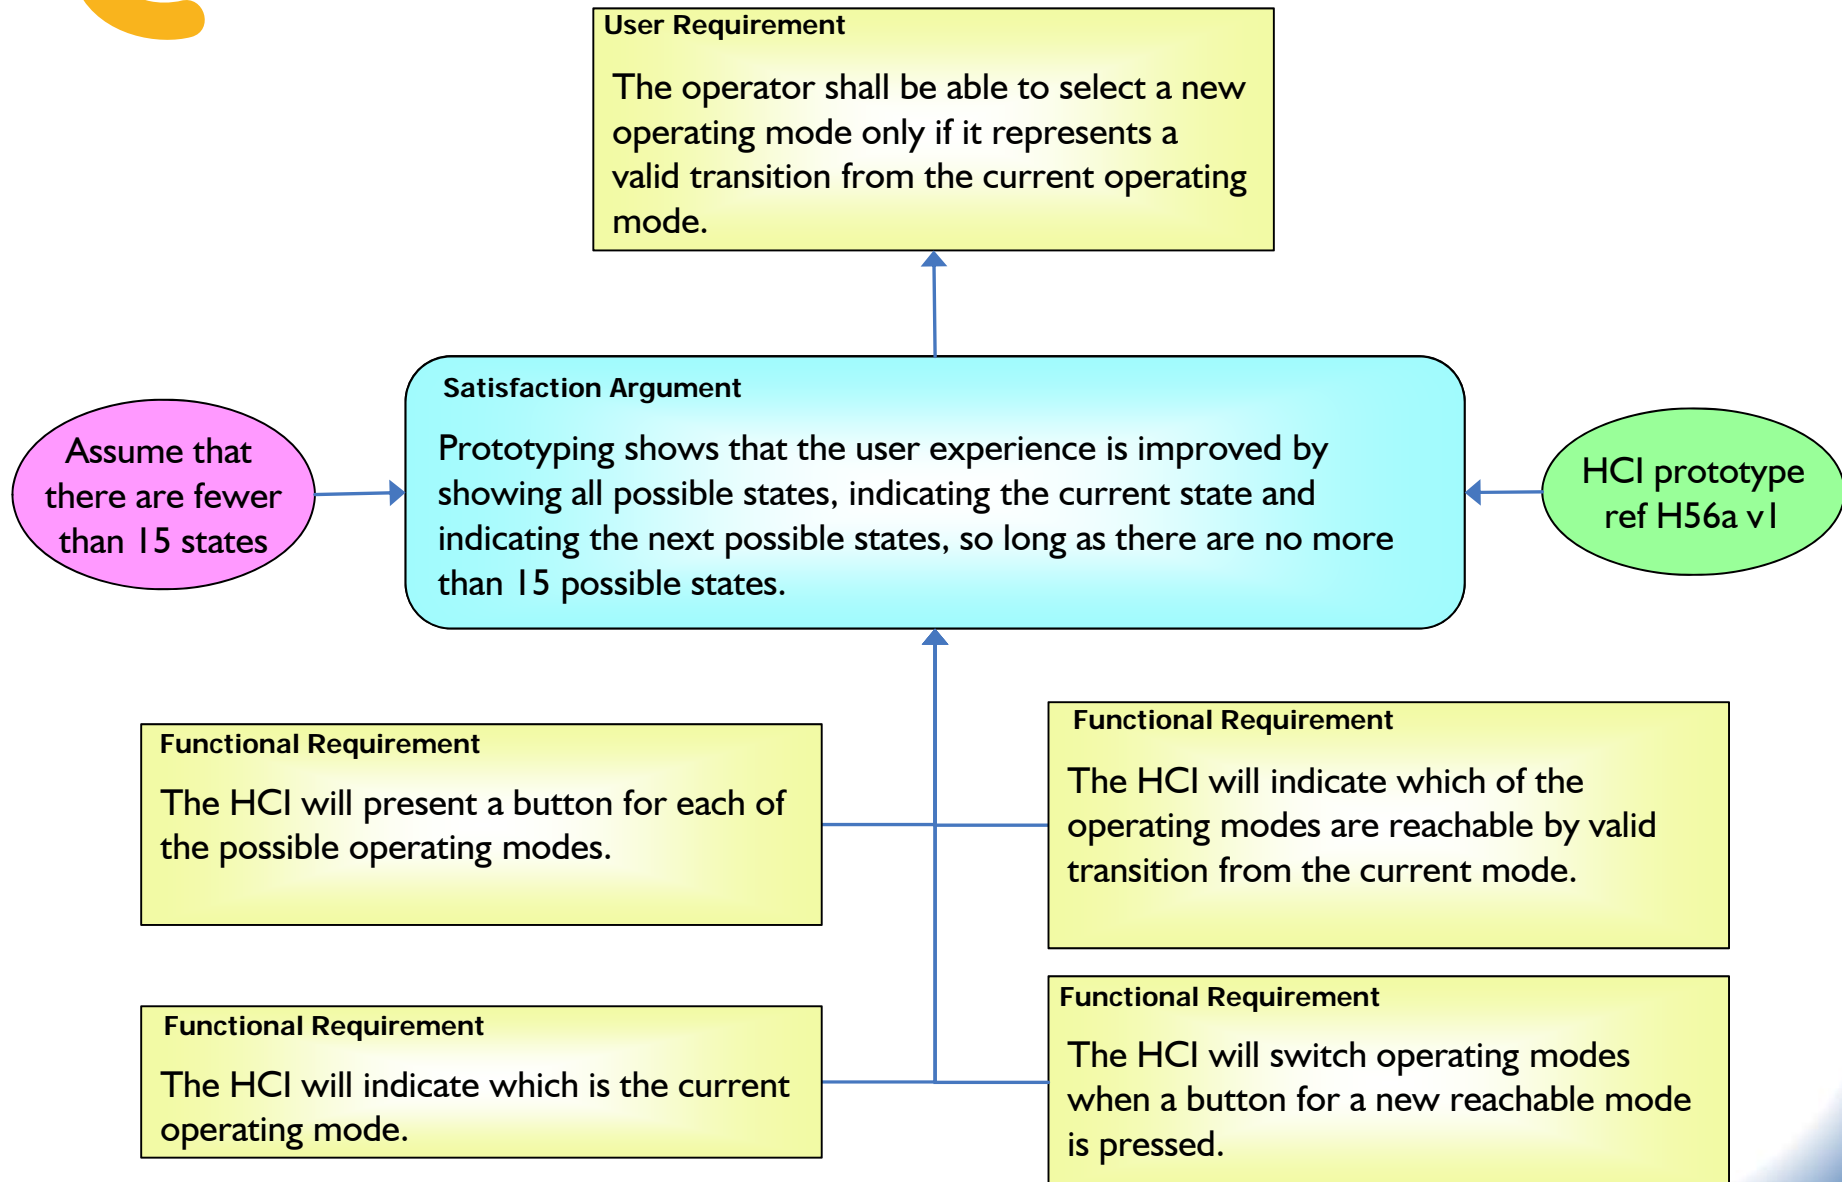 User Requirement
The operator shall be able to select a new
operating mode only if it represents a
valid transition from the current operating
mode.
Assume that
there are fewer
than 15 states
Satisfaction Argument
Prototyping shows that the user experience is improved by
showing all possible states, indicating the current state and
indicating the next possible states, so long as there are no more
than 15 possible states.
HCI prototype
ref H56a v1
Functional Requirement
The HCI will present a button for each of
the possible operating modes.
Functional Requirement
The HCI will indicate which of the
operating modes are reachable by valid
transition from the current mode.
Functional Requirement
The HCI will indicate which is the current
operating mode.
Functional Requirement
The HCI will switch operating modes
when a button for a new reachable mode
is pressed.